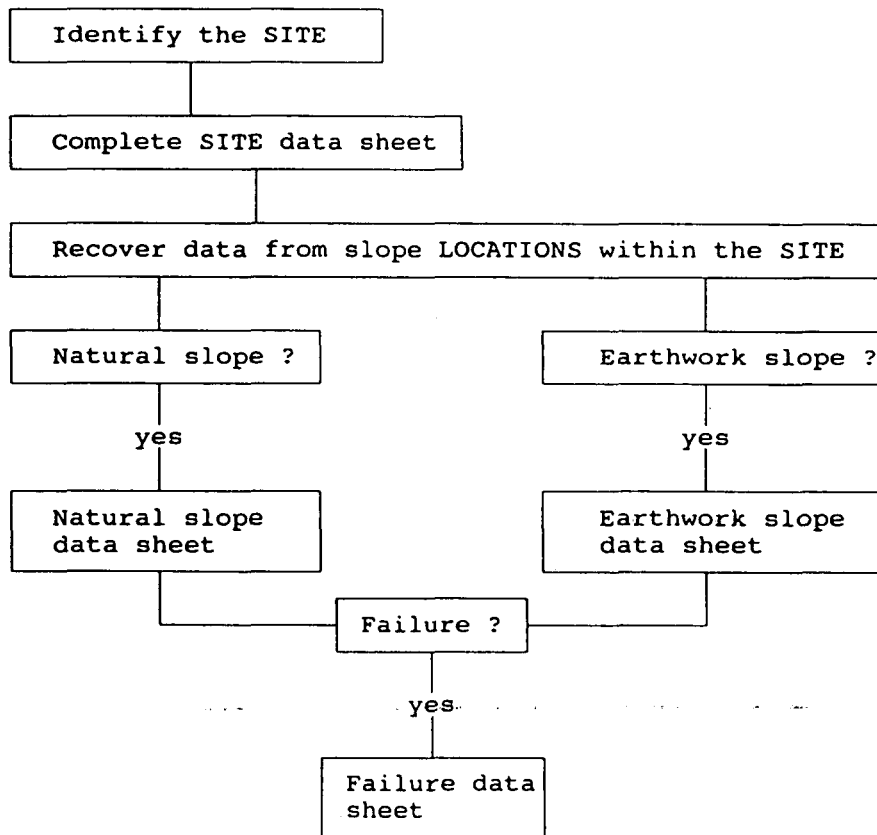 Identify the SITE
Complete SITE data sheet
Recover data from slope LOCATIONS within the SITE
Natural slope ?
Earthwork slope ?
yes
yes
Natural slope
data sheet
Earthwork slope
data sheet
Failure ?
yes
Failure data
sheet